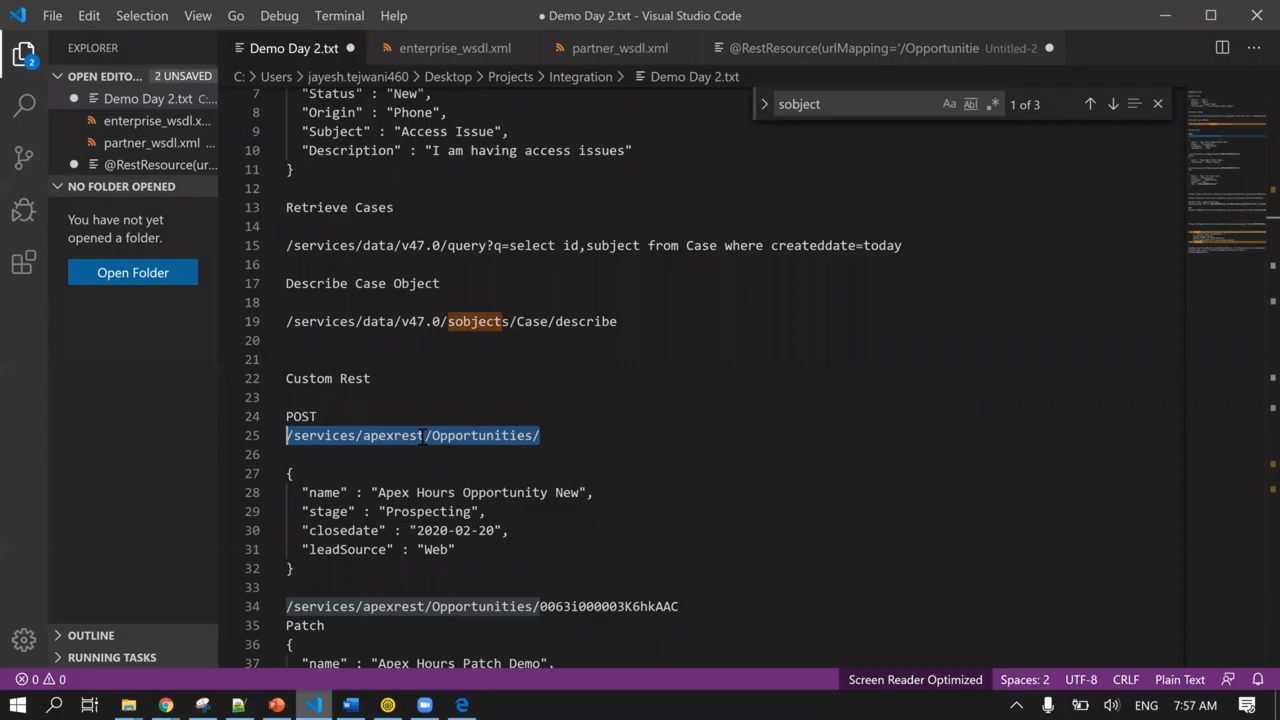 File Edit Selection View Go Debug Terminal Help
● Demo Day 2.txt - Visual Studio Code
EXPLORER
Demo Day 2.txt
enterprise_wsdl.xml
partner_wsdl.xml
@RestResource(urlMapping='/Opportunitie Untitled-2
OPEN EDITO... 2 UNSAVED
Demo Day 2.txt C:...
enterprise_wsdl.x...
partner_wsdl.xml ...
@RestResource(ur...
NO FOLDER OPENED
You have not yet
opened a folder.
Open Folder
OUTLINE
RUNNING TASKS
2
C: > Users > jayesh.tejwani460 > Desktop > Projects > Integration > Demo Day 2.txt
sobject Aa Abl .* 1 of 3
7 "Status" : "New",
8 "Origin" : "Phone",
9 "Subject" : "Access Issue",
10 "Description" : "I am having access issues"
11 }
12
13 Retrieve Cases
14
15 /services/data/v47.0/query?q=select id,subject from Case where createddate=today
16
17 Describe Case Object
18
19 /services/data/v47.0/sobjects/Case/describe
20
21
22 Custom Rest
23
24 POST
25 /services/apexrest/Opportunities/
26
27 {
28 "name" : "Apex Hours Opportunity New",
29 "stage" : "Prospecting",
30 "closedate" : "2020-02-20",
31 "leadSource" : "Web"
32 }
33
34 /services/apexrest/Opportunities/0063i000003K6hkAAC
35 Patch
36 {
37 "name" : "Apex Hours Patch Demo",
0 0 Screen Reader Optimized Spaces: 2 UTF-8 CRLF Plain Text
ENG 7:57 AM